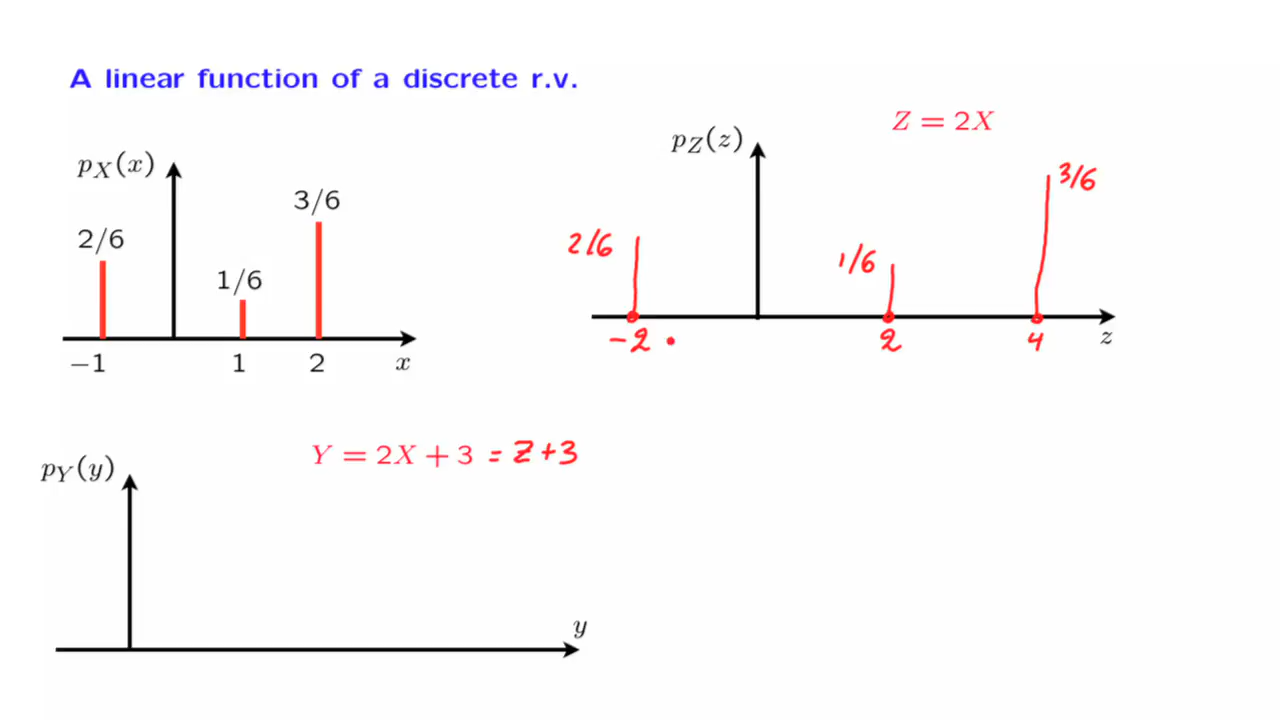 A linear function of a discrete r.v.
Z = 2X
p_Z(z)
p_X(x)
3/6
3/6
2/6
2/6
1/6
1/6
−1
1
2
x
−2
2
4
z
Y = 2X + 3 = Z+3
p_Y(y)
y